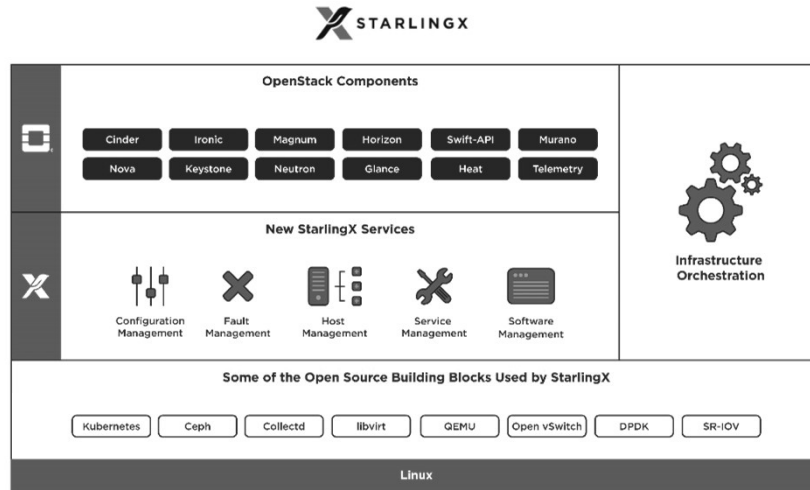 STARLINGX
OpenStack Components
Cinder
Ironic
Magnum
Horizon
Swift-API
Murano
Nova
Keystone
Neutron
Glance
Heat
Telemetry
New StarlingX Services
Configuration
Management
Fault
Management
Host
Management
Service
Management
Software
Management
Infrastructure
Orchestration
Some of the Open Source Building Blocks Used by StarlingX
Kubernetes
Ceph
Collectd
libvirt
QEMU
Open vSwitch
DPDK
SR-IOV
Linux